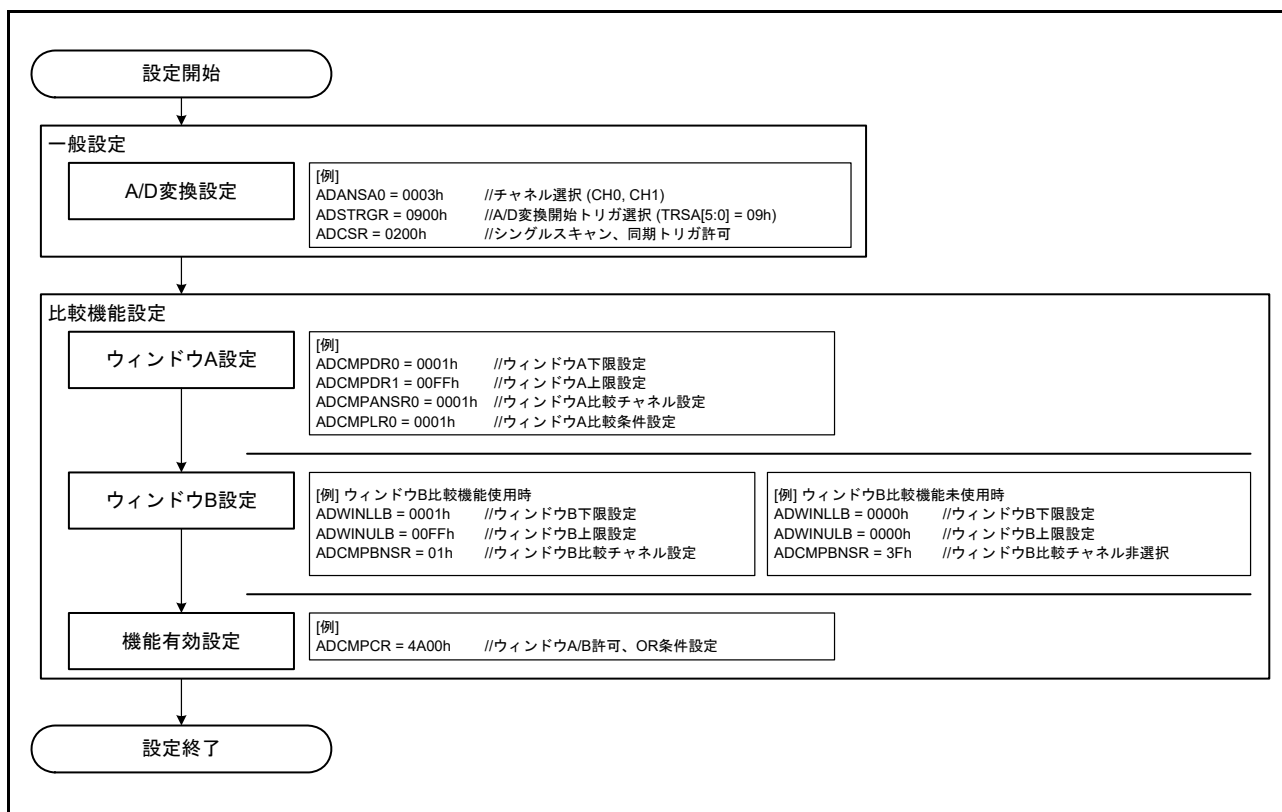 設定開始
一般設定
A/D変換設定
[例]
ADANSA0 = 0003h //チャネル選択 (CH0, CH1)
ADSTRGR = 0900h //A/D変換開始トリガ選択 (TRSA[5:0] = 09h)
ADCSR = 0200h //シングルスキャン、同期トリガ許可
比較機能設定
ウィンドウA設定
[例]
ADCMPDR0 = 0001h //ウィンドウA下限設定
ADCMPDR1 = 00FFh //ウィンドウA上限設定
ADCMPANSR0 = 0001h //ウィンドウA比較チャネル設定
ADCMPLR0 = 0001h //ウィンドウA比較条件設定
ウィンドウB設定
[例] ウィンドウB比較機能使用時
ADWINLLB = 0001h //ウィンドウB下限設定
ADWINULB = 00FFh //ウィンドウB上限設定
ADCMPBNSR = 01h //ウィンドウB比較チャネル設定
[例] ウィンドウB比較機能未使用時
ADWINLLB = 0000h //ウィンドウB下限設定
ADWINULB = 0000h //ウィンドウB上限設定
ADCMPBNSR = 3Fh //ウィンドウB比較チャネル非選択
機能有効設定
[例]
ADCMPCR = 4A00h //ウィンドウA/B許可、OR条件設定
設定終了